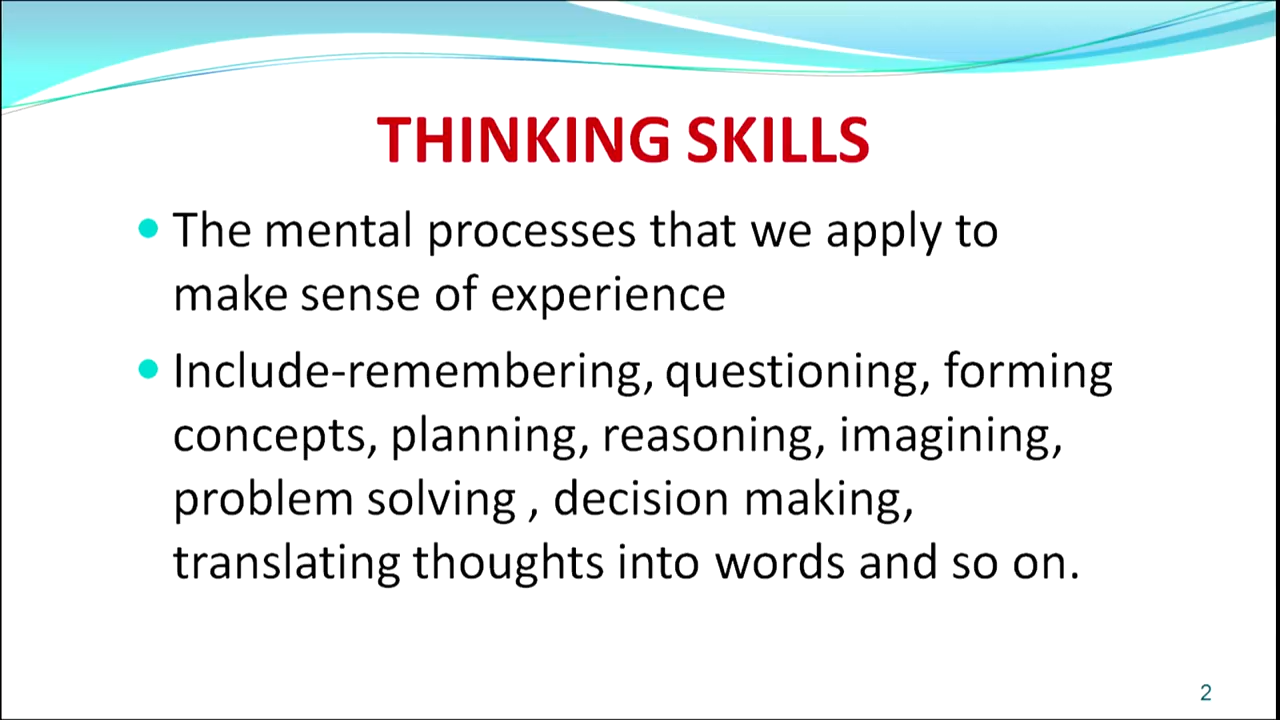 THINKING SKILLS
The mental processes that we apply to
make sense of experience
Include-remembering, questioning, forming
concepts, planning, reasoning, imagining,
problem solving , decision making,
translating thoughts into words and so on.
2